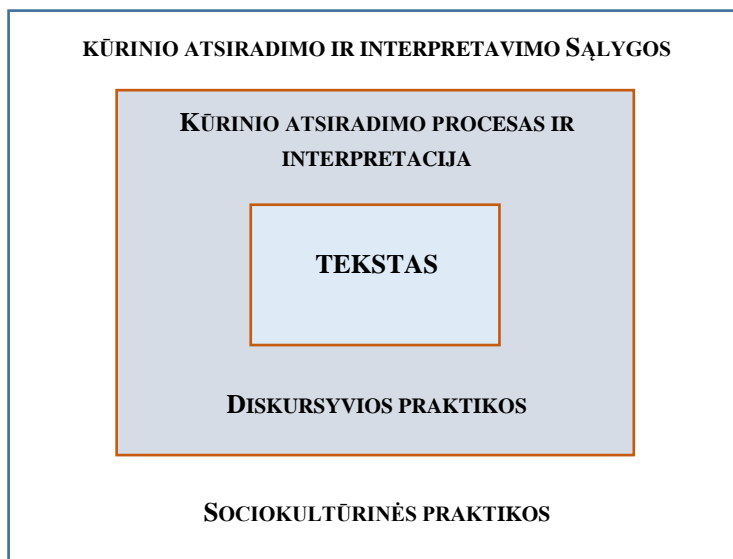 KŪRINIO ATSIRADIMO IR INTERPRETAVIMO SĄLYGOS
KŪRINIO ATSIRADIMO PROCESAS IR
INTERPRETACIJA
TEKSTAS
DISKURSYVIOS PRAKTIKOS
SOCIOKULTŪRINĖS PRAKTIKOS